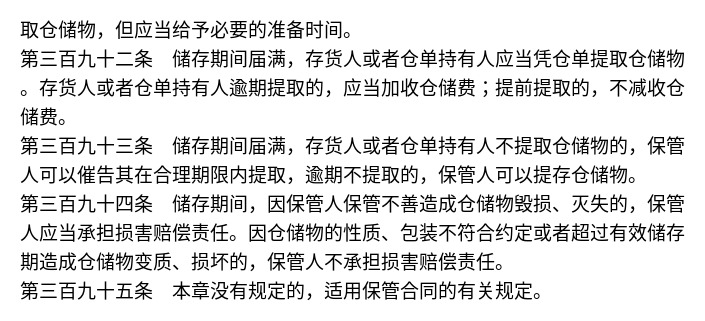 取仓储物，但应当给予必要的准备时间。
第三百九十二条　储存期间届满，存货人或者仓单持有人应当凭仓单提取仓储物
。存货人或者仓单持有人逾期提取的，应当加收仓储费；提前提取的，不减收仓
储费。
第三百九十三条　储存期间届满，存货人或者仓单持有人不提取仓储物的，保管
人可以催告其在合理期限内提取，逾期不提取的，保管人可以提存仓储物。
第三百九十四条　储存期间，因保管人保管不善造成仓储物毁损、灭失的，保管
人应当承担损害赔偿责任。因仓储物的性质、包装不符合约定或者超过有效储存
期造成仓储物变质、损坏的，保管人不承担损害赔偿责任。
第三百九十五条　本章没有规定的，适用保管合同的有关规定。